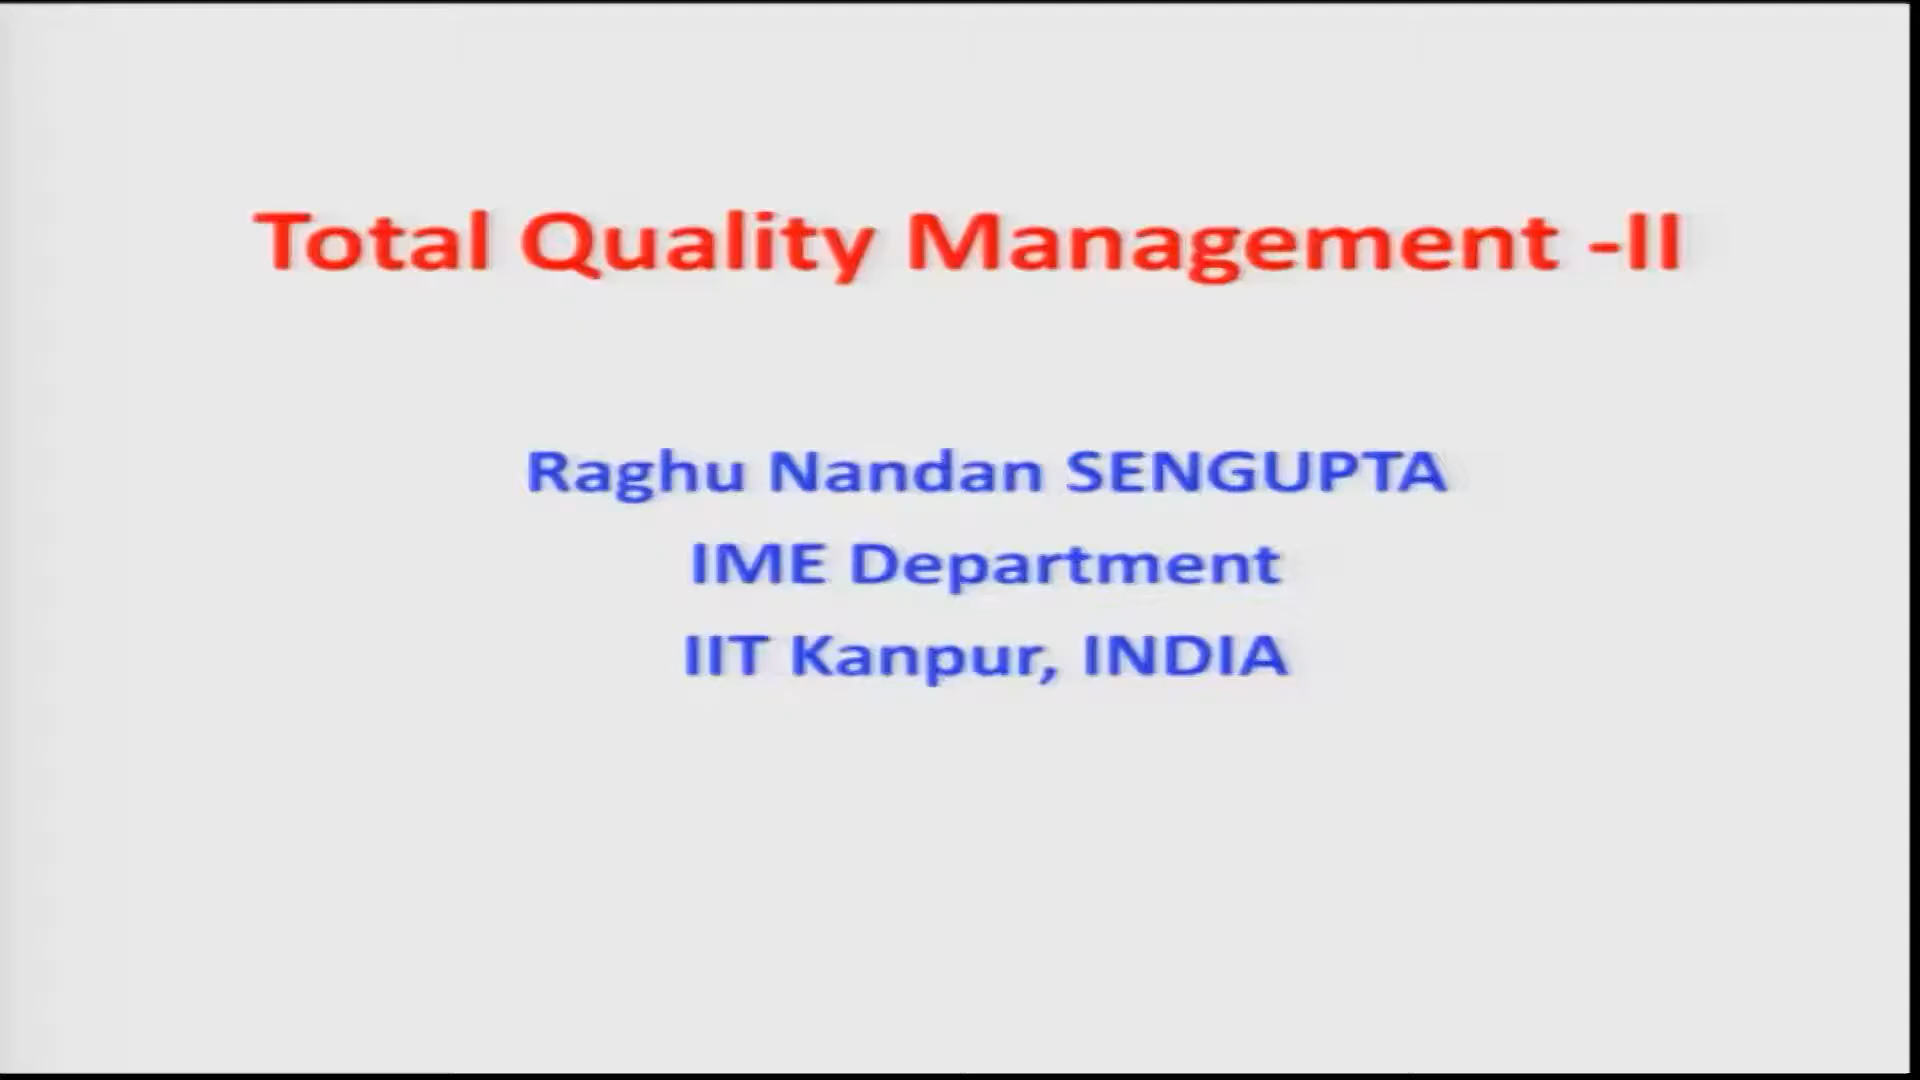 Total Quality Management -II
Raghu Nandan SENGUPTA
IME Department
IIT Kanpur, INDIA